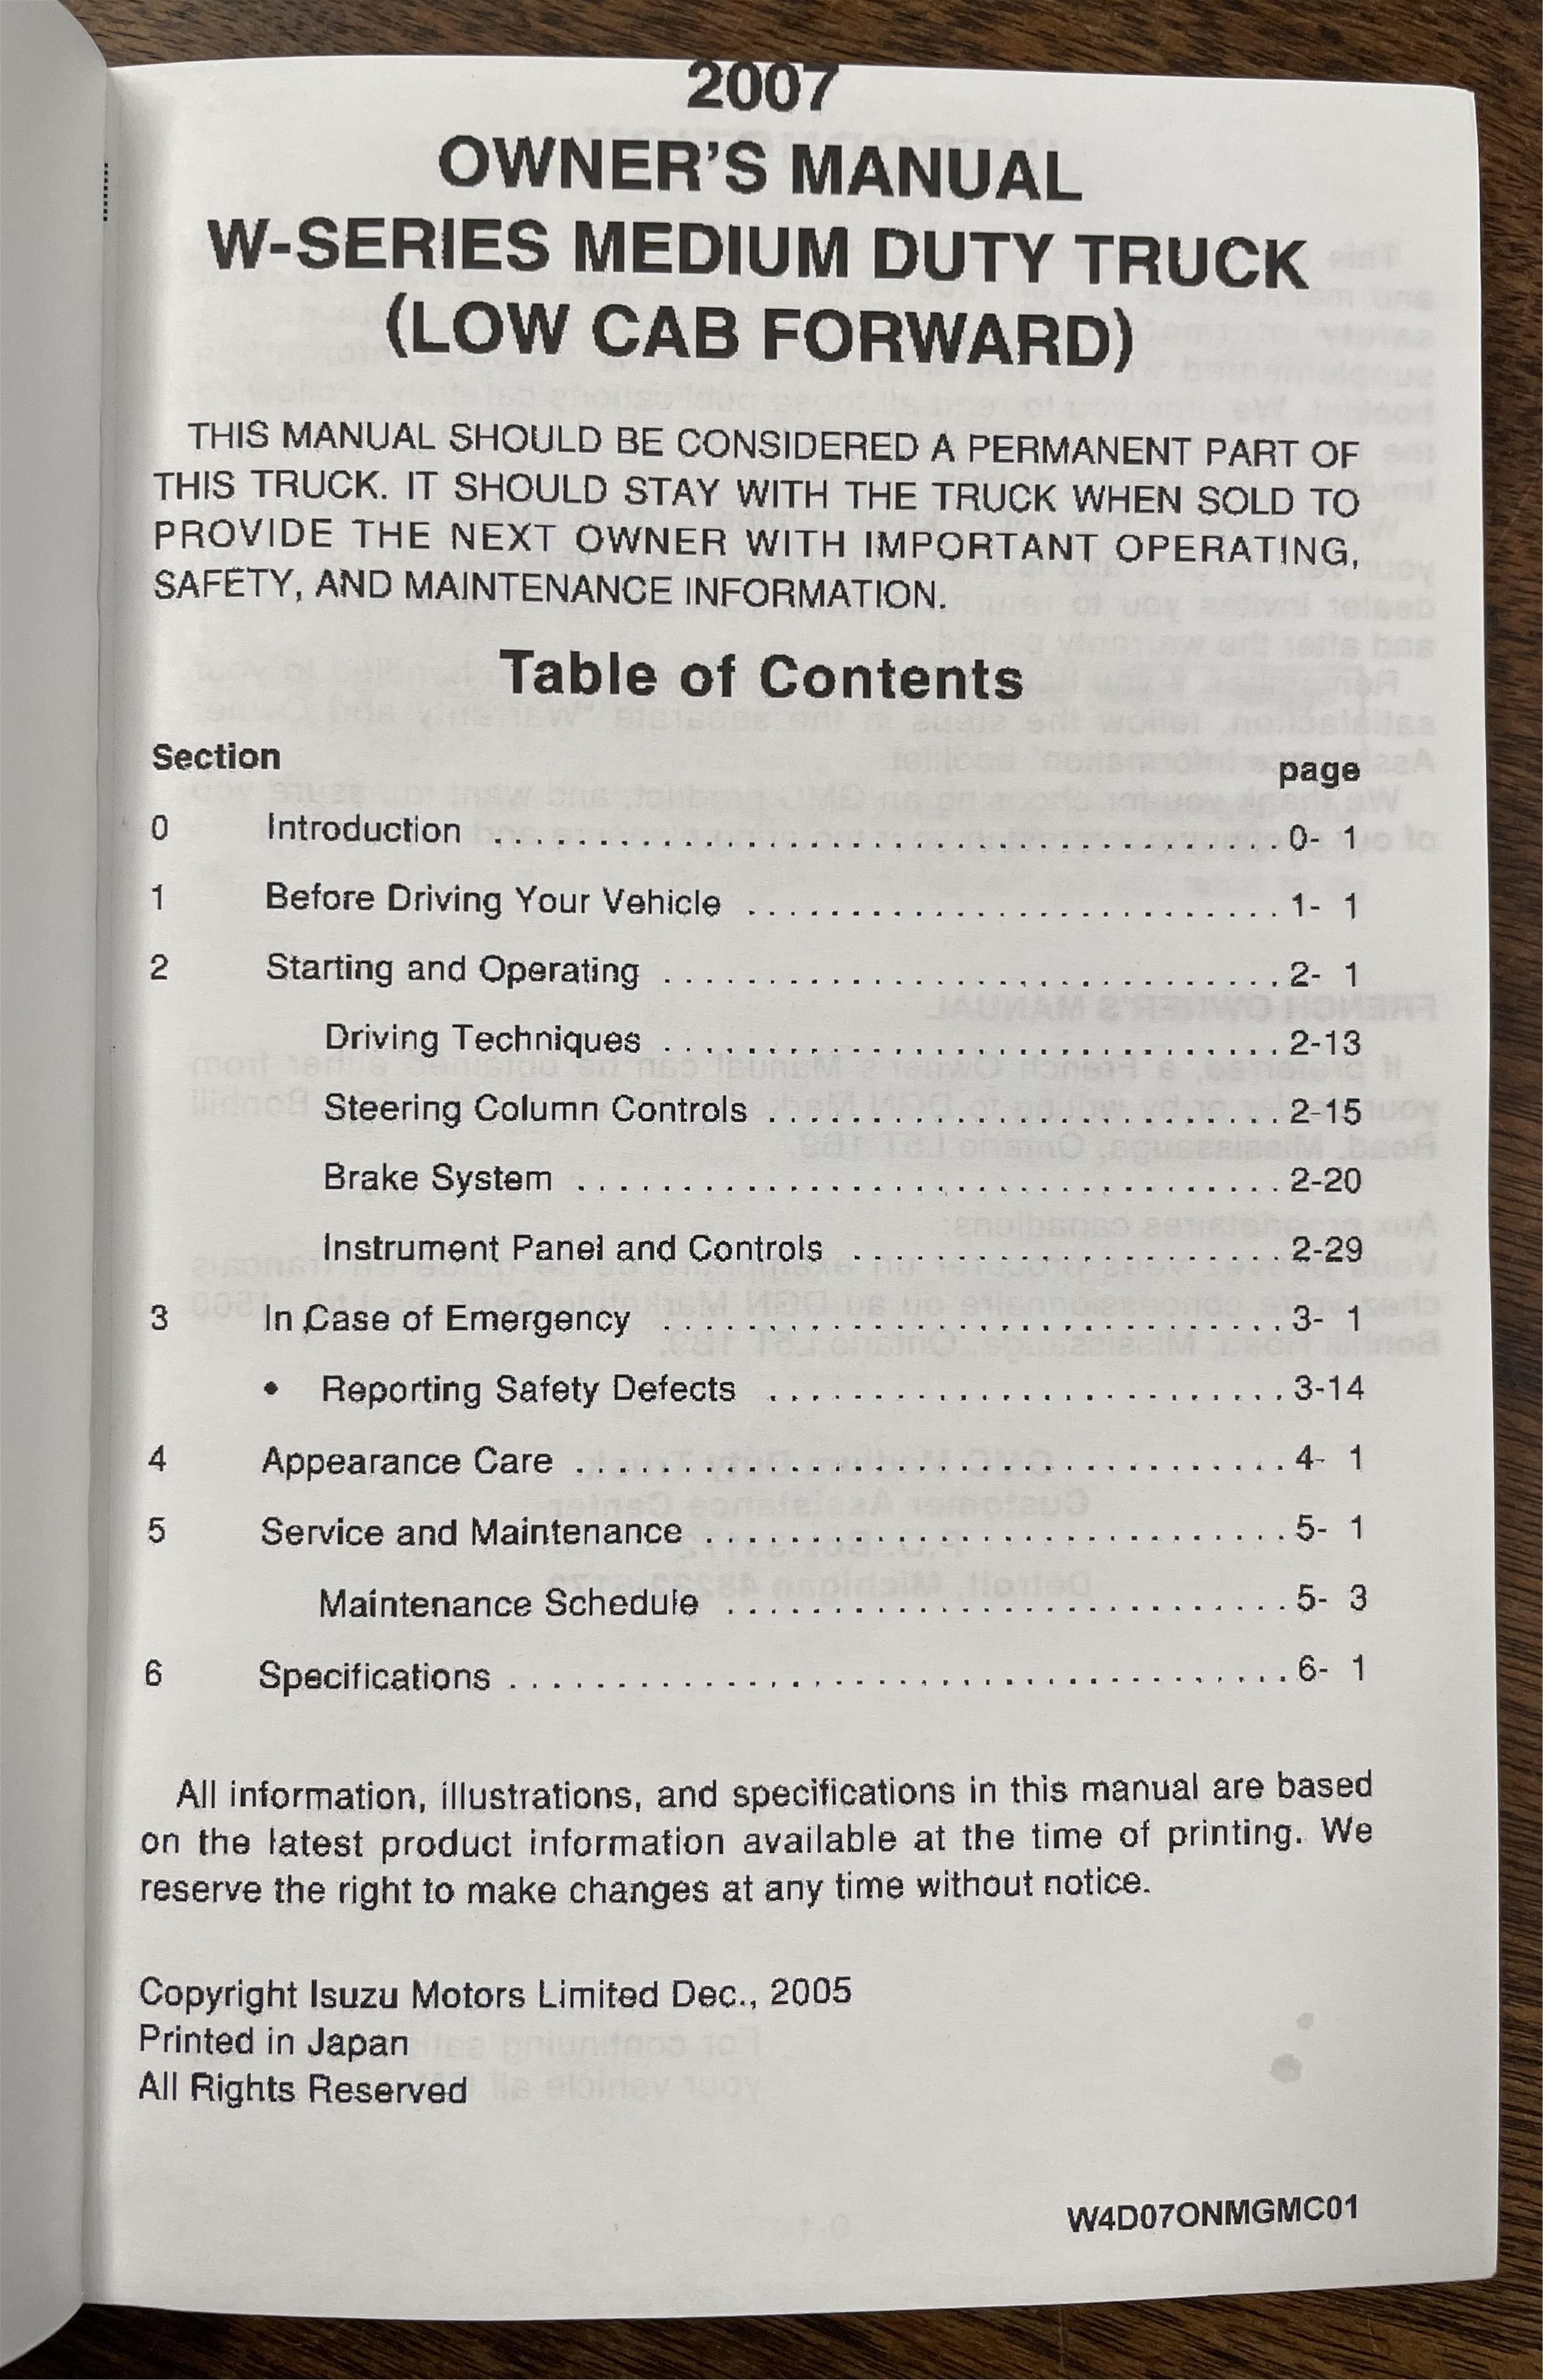 2007
OWNER'S MANUAL
W-SERIES MEDIUM DUTY TRUCK
(LOW CAB FORWARD)
THIS MANUAL SHOULD BE CONSIDERED A PERMANENT PART OF
THIS TRUCK. IT SHOULD STAY WITH THE TRUCK WHEN SOLD TO
PROVIDE THE NEXT OWNER WITH IMPORTANT OPERATING,
SAFETY, AND MAINTENANCE INFORMATION.
Table of Contents
Section page
0 Introduction ........................................ 0- 1
1 Before Driving Your Vehicle ........................... 1- 1
2 Starting and Operating ............................... 2- 1
Driving Techniques ............................... 2-13
Steering Column Controls ......................... 2-15
Brake System .................................... 2-20
Instrument Panel and Controls ..................... 2-29
3 In Case of Emergency ............................... 3- 1
• Reporting Safety Defects .......................... 3-14
4 Appearance Care .................................... 4- 1
5 Service and Maintenance ............................. 5- 1
Maintenance Schedule ............................ 5- 3
6 Specifications ....................................... 6- 1
All information, illustrations, and specifications in this manual are based
on the latest product information available at the time of printing. We
reserve the right to make changes at any time without notice.
Copyright Isuzu Motors Limited Dec., 2005
Printed in Japan
All Rights Reserved
W4D07ONMGMC01